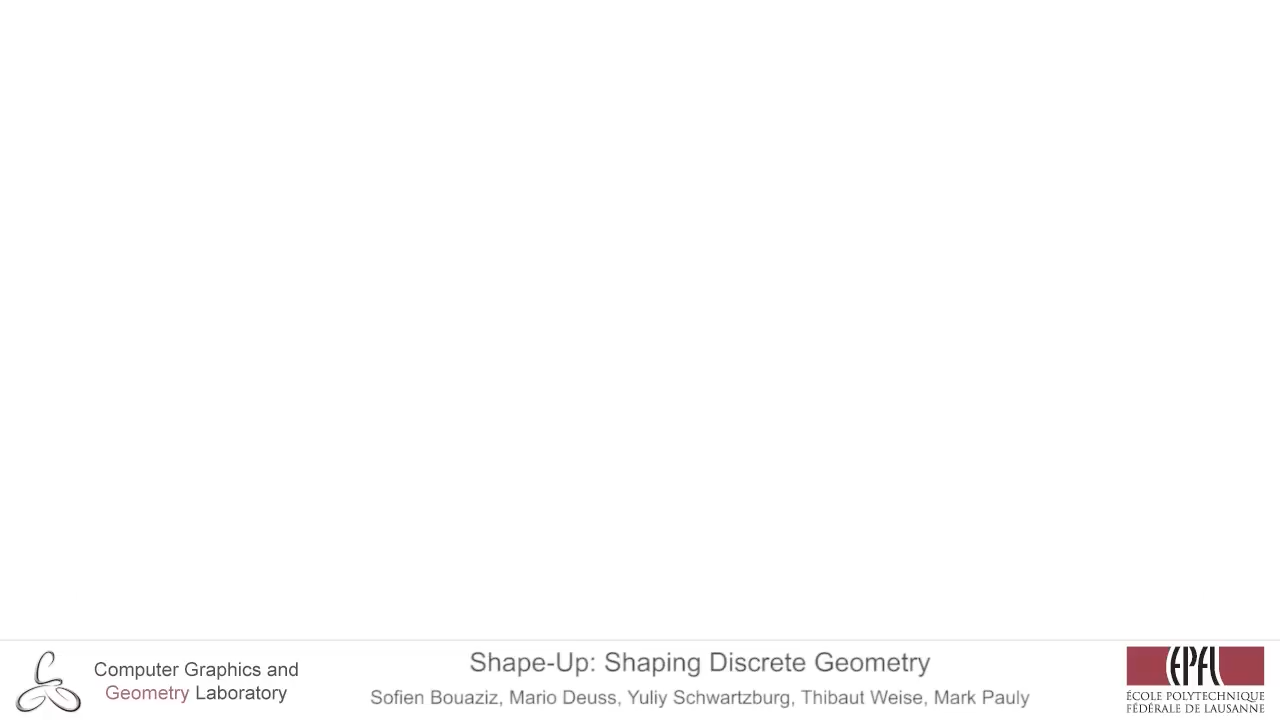 Computer Graphics and
Geometry Laboratory
Shape-Up: Shaping Discrete Geometry
Sofien Bouaziz, Mario Deuss, Yuliy Schwartzburg, Thibaut Weise, Mark Pauly
EPFL
ÉCOLE POLYTECHNIQUE
FÉDÉRALE DE LAUSANNE